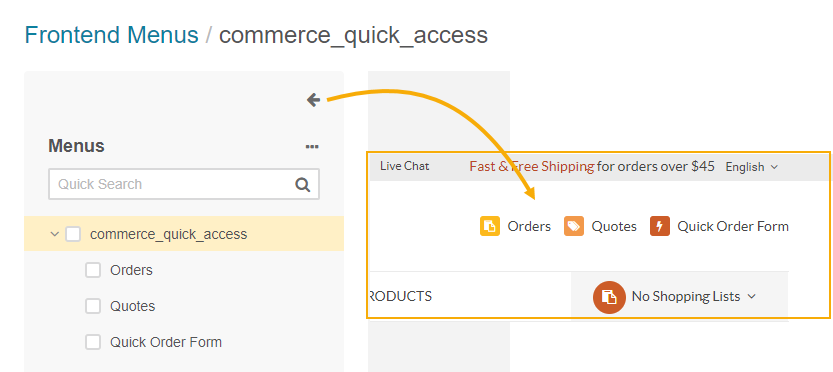 Frontend Menus / commerce_quick_access
Menus
Quick Search
commerce_quick_access
Orders
Quotes
Quick Order Form
Live Chat
Fast & Free Shipping for orders over $45
English
Orders
Quotes
Quick Order Form
RODUCTS
No Shopping Lists